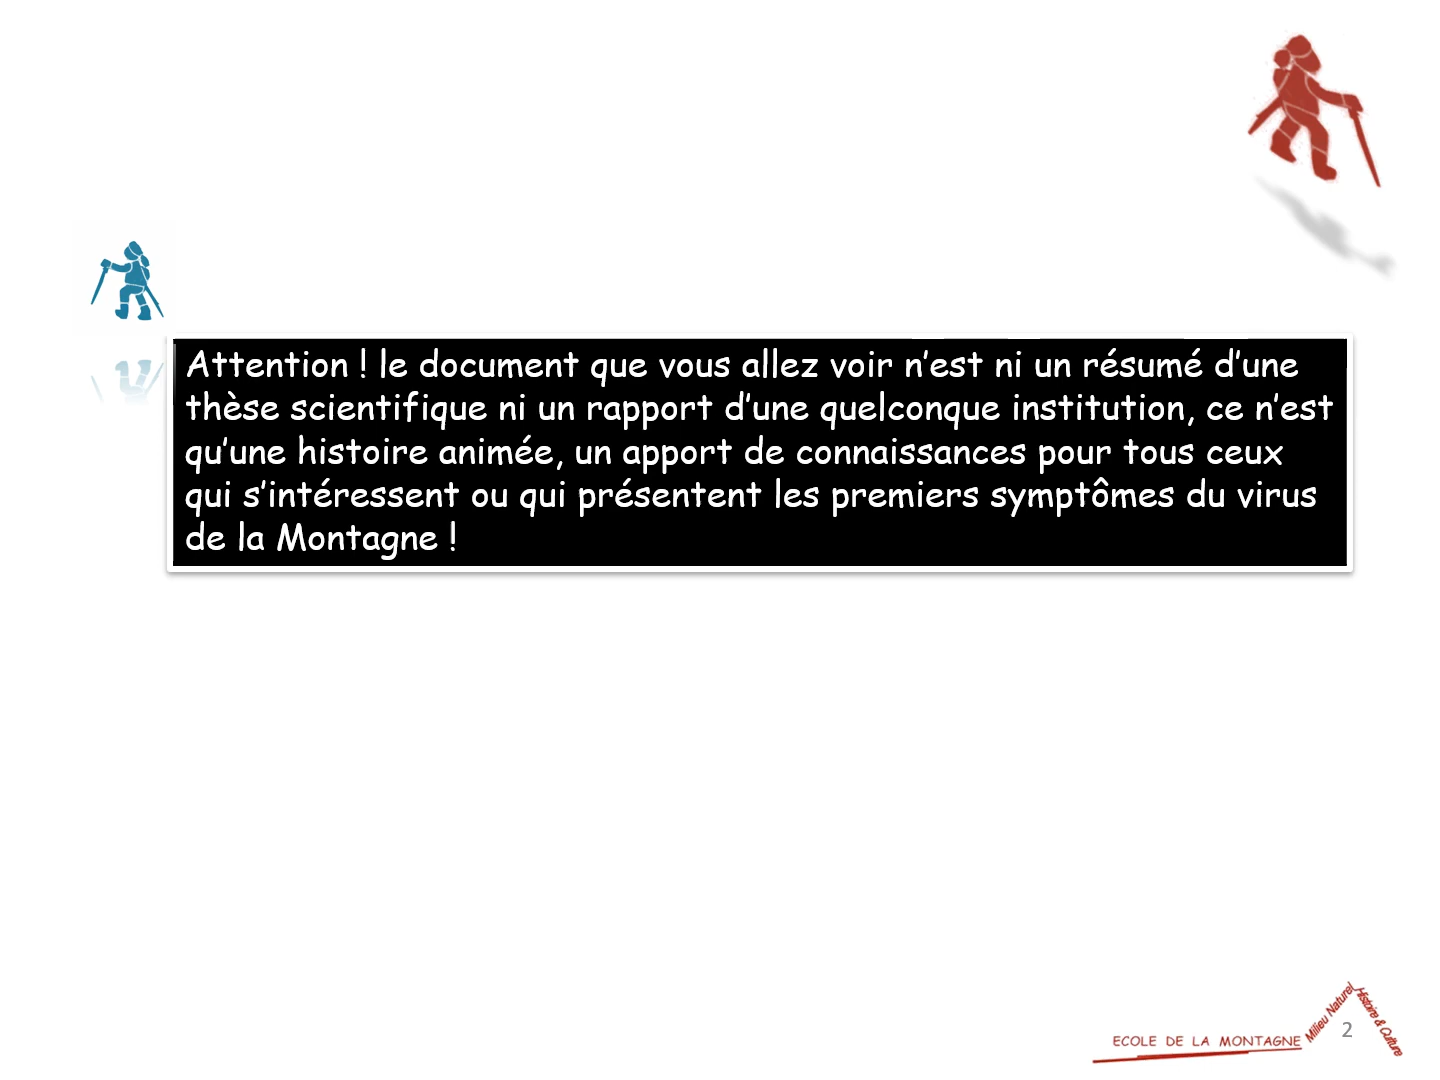 Attention ! le document que vous allez voir n’est ni un résumé d’une
thèse scientifique ni un rapport d’une quelconque institution, ce n’est
qu’une histoire animée, un apport de connaissances pour tous ceux
qui s’intéressent ou qui présentent les premiers symptômes du virus
de la Montagne !
ECOLE DE LA MONTAGNE
Milieu Naturel
Histoire & Culture
2